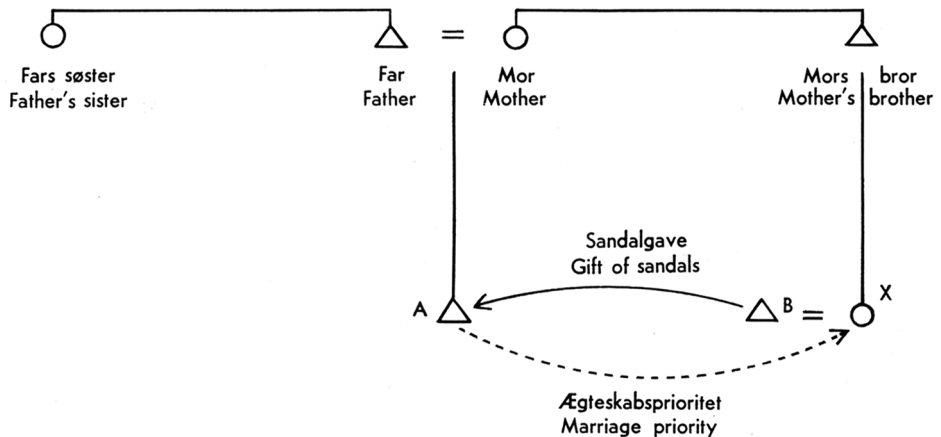 Fars søster
Father's sister
Far
Father
Mor
Mother
Mors bror
Mother's brother
Sandalgave
Gift of sandals
A
B
X
Ægteskabsprioritet
Marriage priority